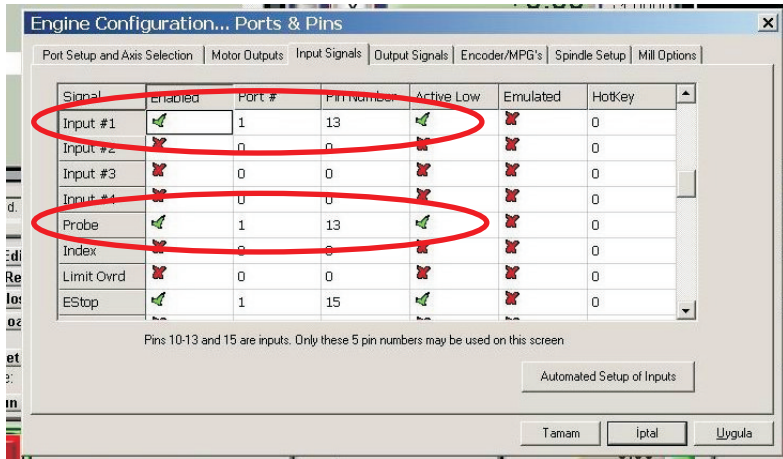 Engine Configuration... Ports & Pins
Port Setup and Axis Selection Motor Outputs Input Signals Output Signals Encoder/MPG's Spindle Setup Mill Options
Signal Enabled Port # Pin Number Active Low Emulated HotKey
Input #1 1 13 0
Input #2 0 0 0
Input #3 0 0 0
Input #4 0 0 0
Probe 1 13 0
Index 0 0 0
Limit Ovrd 0 0 0
EStop 1 15 0
Pins 10-13 and 15 are inputs. Only these 5 pin numbers may be used on this screen
Automated Setup of Inputs
Tamam İptal Uygula